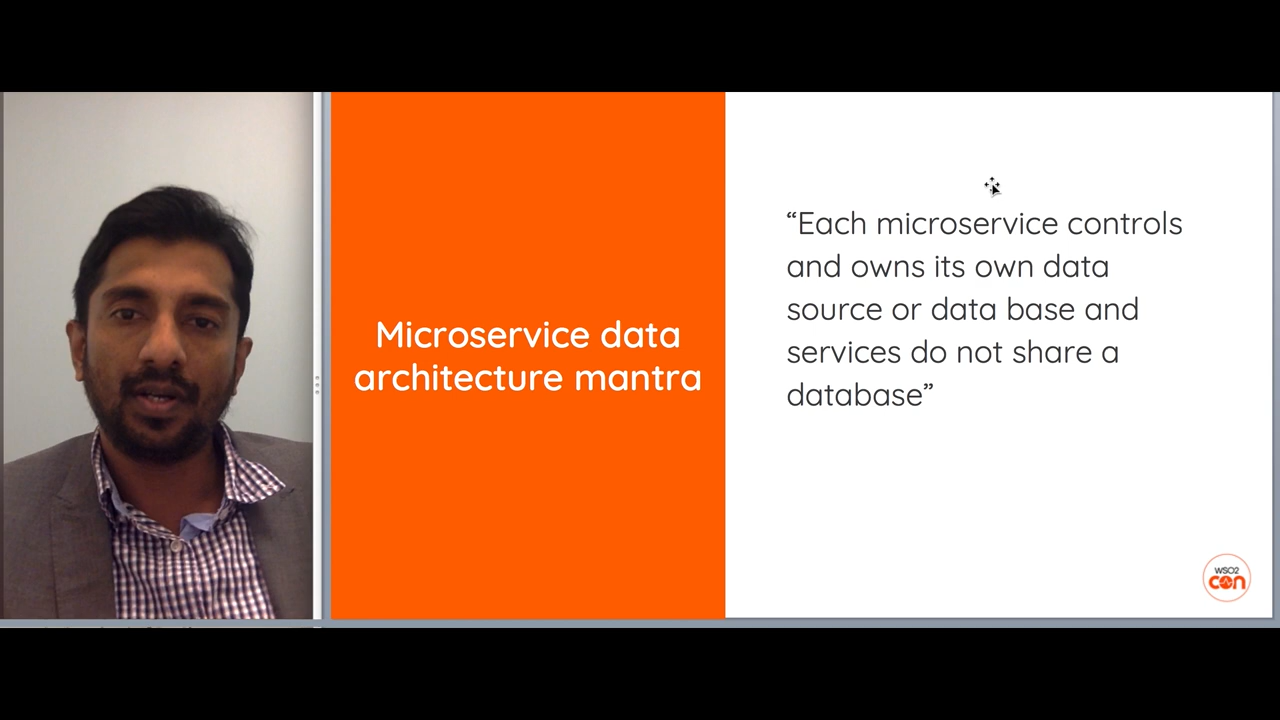 Microservice data
architecture mantra
“Each microservice controls
and owns its own data
source or data base and
services do not share a
database”
WSO2
con